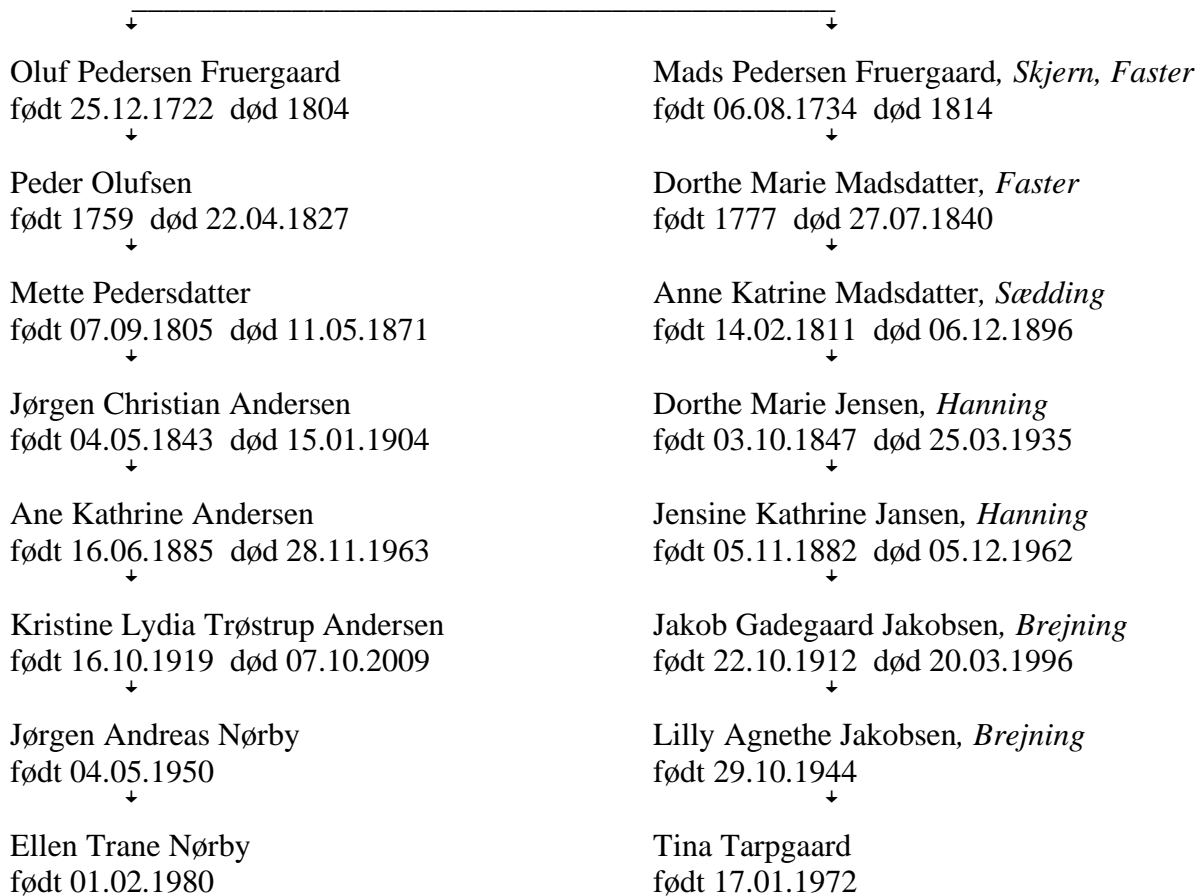 Oluf Pedersen Fruergaard
født 25.12.1722 død 1804
Mads Pedersen Fruergaard, Skjern, Faster
født 06.08.1734 død 1814
Peder Olufsen
født 1759 død 22.04.1827
Dorthe Marie Madsdatter, Faster
født 1777 død 27.07.1840
Mette Pedersdatter
født 07.09.1805 død 11.05.1871
Anne Katrine Madsdatter, Sædding
født 14.02.1811 død 06.12.1896
Jørgen Christian Andersen
født 04.05.1843 død 15.01.1904
Dorthe Marie Jensen, Hanning
født 03.10.1847 død 25.03.1935
Ane Kathrine Andersen
født 16.06.1885 død 28.11.1963
Jensine Kathrine Jansen, Hanning
født 05.11.1882 død 05.12.1962
Kristine Lydia Trøstrup Andersen
født 16.10.1919 død 07.10.2009
Jakob Gadegaard Jakobsen, Brejning
født 22.10.1912 død 20.03.1996
Jørgen Andreas Nørby
født 04.05.1950
Lilly Agnethe Jakobsen, Brejning
født 29.10.1944
Ellen Trane Nørby
født 01.02.1980
Tina Tarpgaard
født 17.01.1972